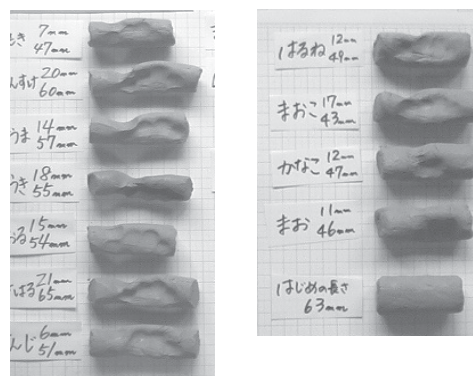 き 7mm
47mm
んすけ 20mm
60mm
うま 14mm
57mm
うき 18mm
55mm
る 15mm
54mm
はる 21mm
65mm
んじ 6mm
51mm
はるね 12mm
49mm
まおこ 17mm
43mm
かなこ 12mm
47mm
まお 11mm
46mm
はじめの長さ
63mm